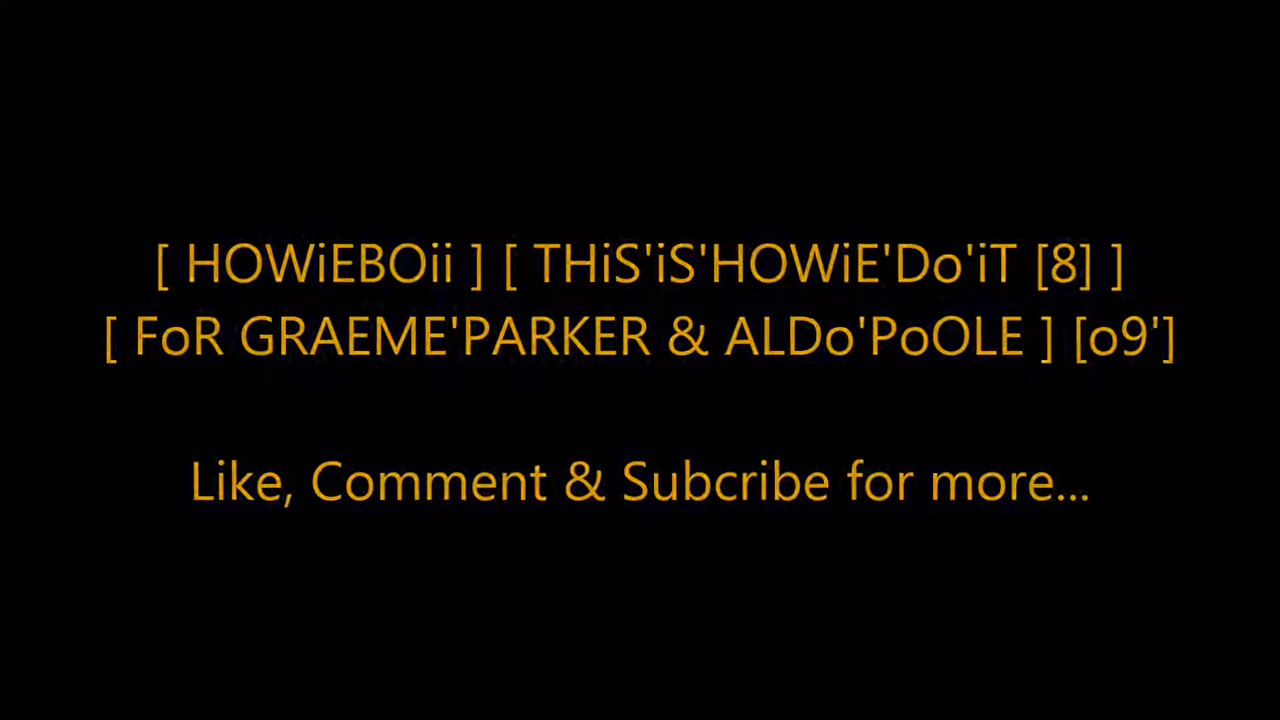 [ HOWiEBOii ] [ THiS'iS'HOWiE'Do'iT [8] ]
[ FoR GRAEME'PARKER & ALDo'PoOLE ] [o9']
Like, Comment & Subcribe for more...